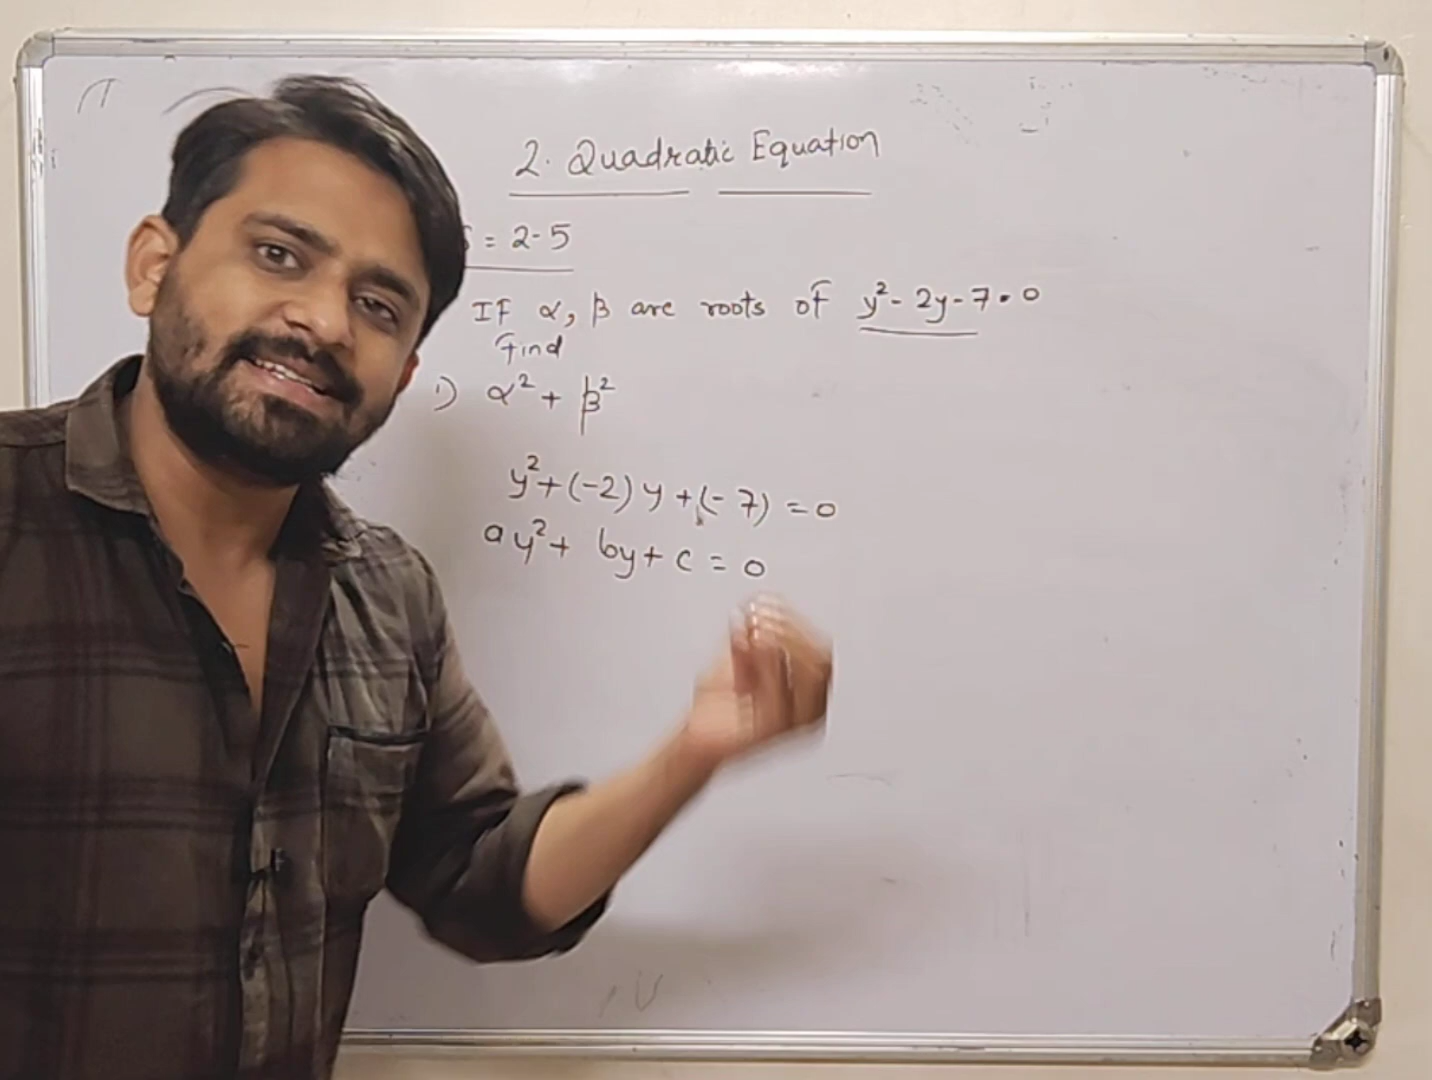 2. Quadratic Equation
= 2-5
If α, β are roots of y²- 2y-7=0
find
1) α² + β²
y²+(-2)y+(-7)=0
ay²+ by+c=0